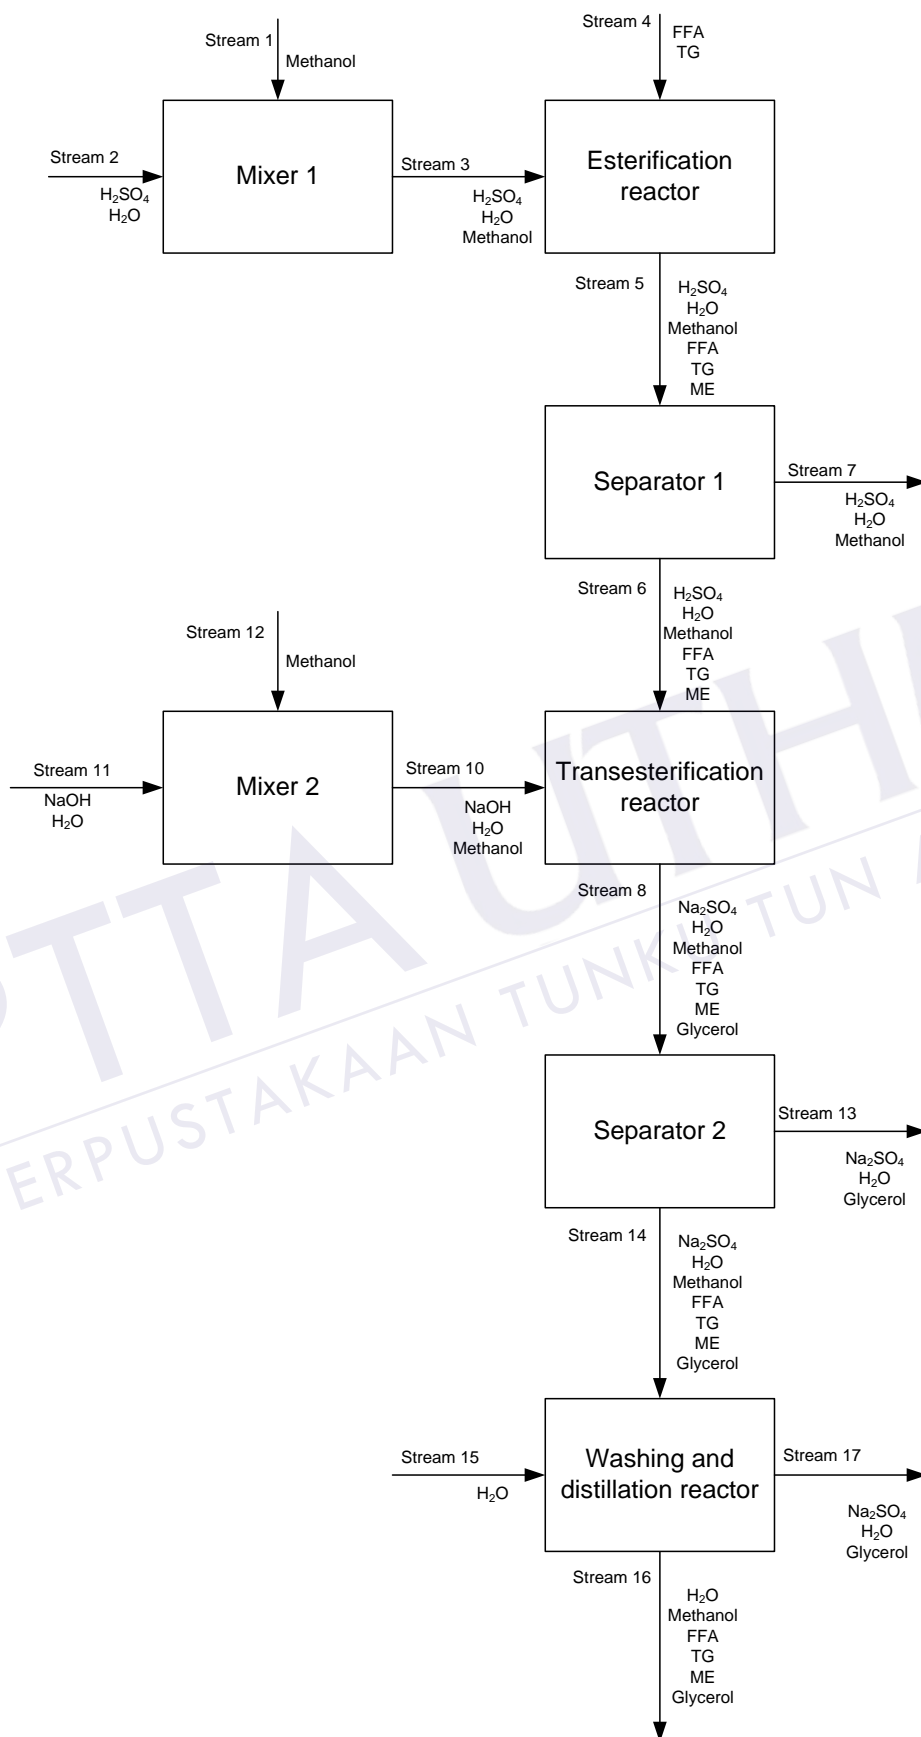 Stream 1
Methanol
Stream 4
FFA
TG
Stream 2
H₂SO₄
H₂O
Mixer 1
Stream 3
H₂SO₄
H₂O
Methanol
Esterification
reactor
Stream 5
H₂SO₄
H₂O
Methanol
FFA
TG
ME
Separator 1
Stream 7
H₂SO₄
H₂O
Methanol
Stream 6
H₂SO₄
H₂O
Methanol
FFA
TG
ME
Stream 12
Methanol
Stream 11
NaOH
H₂O
Mixer 2
Stream 10
NaOH
H₂O
Methanol
Transesterification
reactor
Stream 8
Na₂SO₄
H₂O
Methanol
FFA
TG
ME
Glycerol
Separator 2
Stream 13
Na₂SO₄
H₂O
Glycerol
Stream 14
Na₂SO₄
H₂O
Methanol
FFA
TG
ME
Glycerol
Stream 15
H₂O
Washing and
distillation reactor
Stream 17
Na₂SO₄
H₂O
Glycerol
Stream 16
H₂O
Methanol
FFA
TG
ME
Glycerol
PTTA UTH
ERPUSTAKAAN TUNKU TUN A